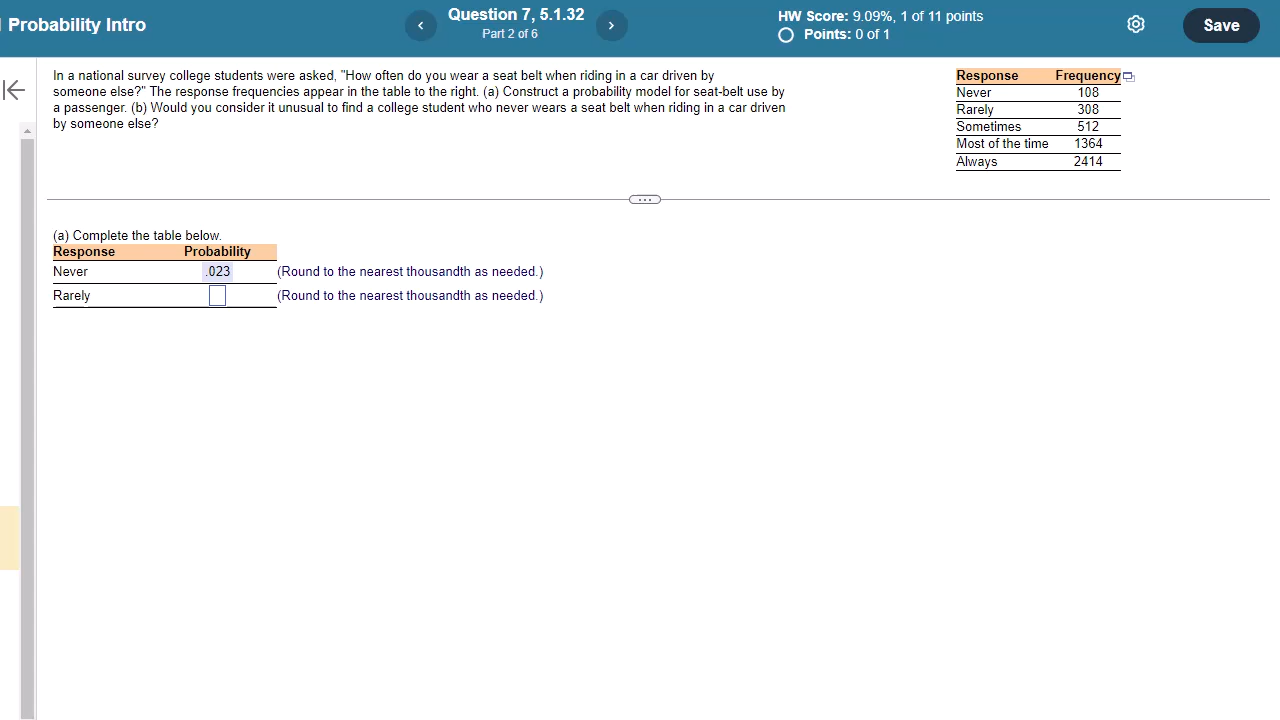 Probability Intro
Question 7, 5.1.32
Part 2 of 6
HW Score: 9.09%, 1 of 11 points
Points: 0 of 1
Save
In a national survey college students were asked, "How often do you wear a seat belt when riding in a car driven by
someone else?" The response frequencies appear in the table to the right. (a) Construct a probability model for seat-belt use by
a passenger. (b) Would you consider it unusual to find a college student who never wears a seat belt when riding in a car driven
by someone else?
Response Frequency
Never 108
Rarely 308
Sometimes 512
Most of the time 1364
Always 2414
(a) Complete the table below.
Response Probability
Never .023 (Round to the nearest thousandth as needed.)
Rarely (Round to the nearest thousandth as needed.)